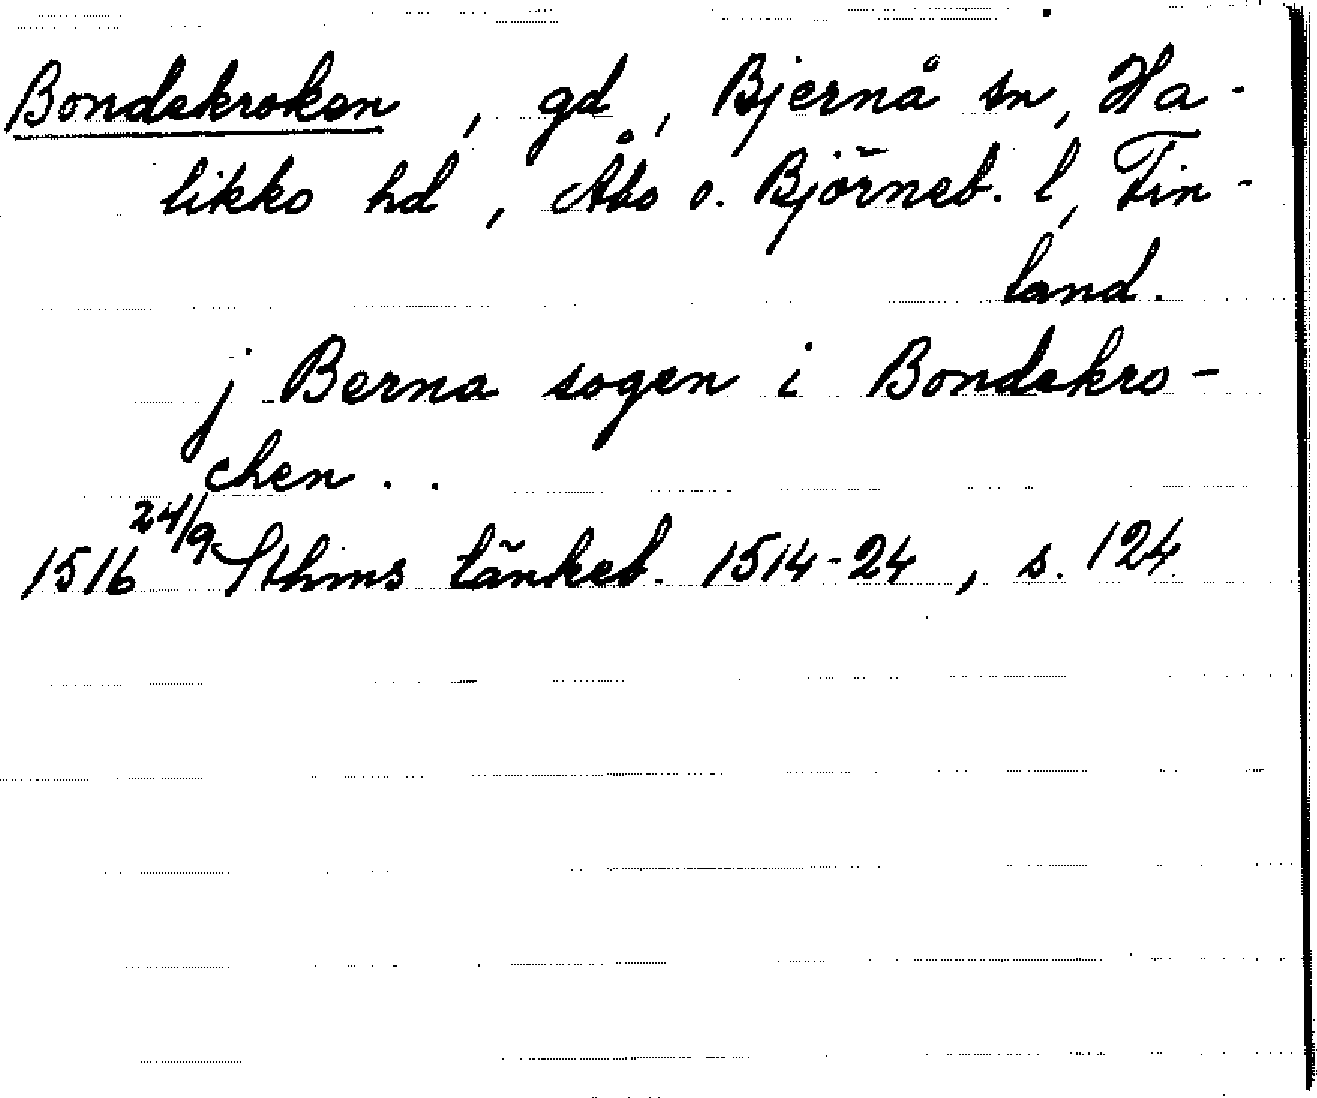 Bondekroken, gd, Bjernå sn, Ha-
likko hd, Åbo o. Björneb. l, Fin-
land.
j Berna sogen i Bondekro-
chen . .
1516 24/9 Sthms tänkeb. 1514-24, s. 124.